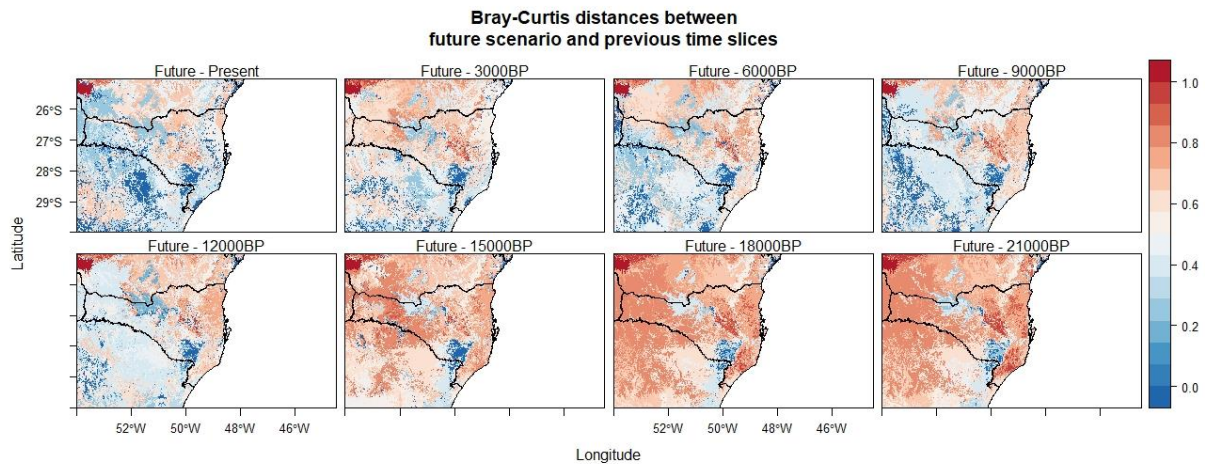 Bray-Curtis distances between
future scenario and previous time slices
Future - Present
Future - 3000BP
Future - 6000BP
Future - 9000BP
26°S
27°S
28°S
29°S
Future - 12000BP
Future - 15000BP
Future - 18000BP
Future - 21000BP
52°W 50°W 48°W 46°W
52°W 50°W 48°W 46°W
Latitude
Longitude
1.0
0.8
0.6
0.4
0.2
0.0